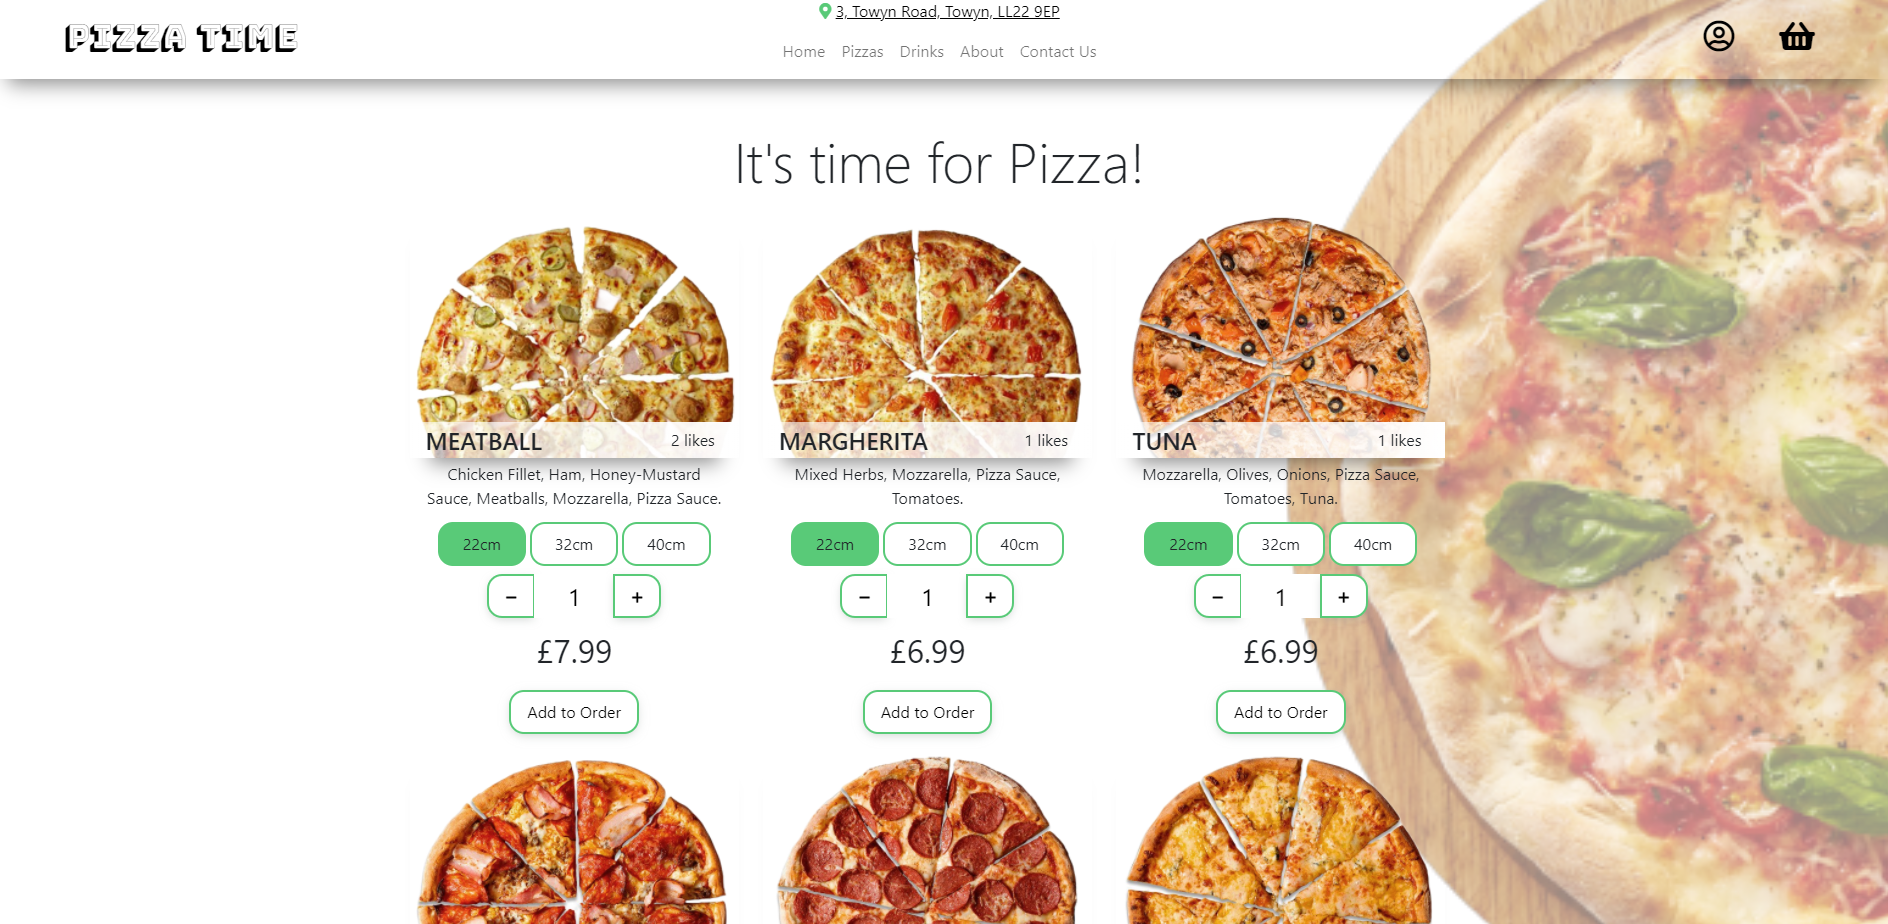 3, Towyn Road, Towyn, LL22 9EP
PIZZA TIME
Home Pizzas Drinks About Contact Us
It's time for Pizza!
MEATBALL 2 likes
Chicken Fillet, Ham, Honey-Mustard
Sauce, Meatballs, Mozzarella, Pizza Sauce.
22cm 32cm 40cm
− 1 +
£7.99
Add to Order
MARGHERITA 1 likes
Mixed Herbs, Mozzarella, Pizza Sauce,
Tomatoes.
22cm 32cm 40cm
− 1 +
£6.99
Add to Order
TUNA 1 likes
Mozzarella, Olives, Onions, Pizza Sauce,
Tomatoes, Tuna.
22cm 32cm 40cm
− 1 +
£6.99
Add to Order